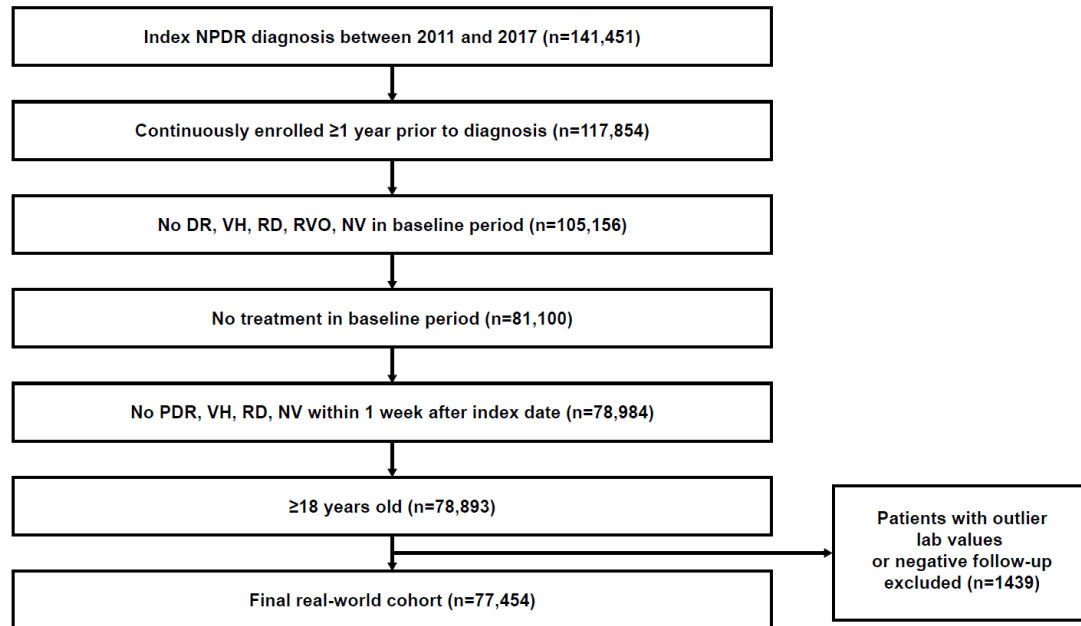 Index NPDR diagnosis between 2011 and 2017 (n=141,451)
Continuously enrolled ≥1 year prior to diagnosis (n=117,854)
No DR, VH, RD, RVO, NV in baseline period (n=105,156)
No treatment in baseline period (n=81,100)
No PDR, VH, RD, NV within 1 week after index date (n=78,984)
≥18 years old (n=78,893)
Patients with outlier
lab values
or negative follow-up
excluded (n=1439)
Final real-world cohort (n=77,454)